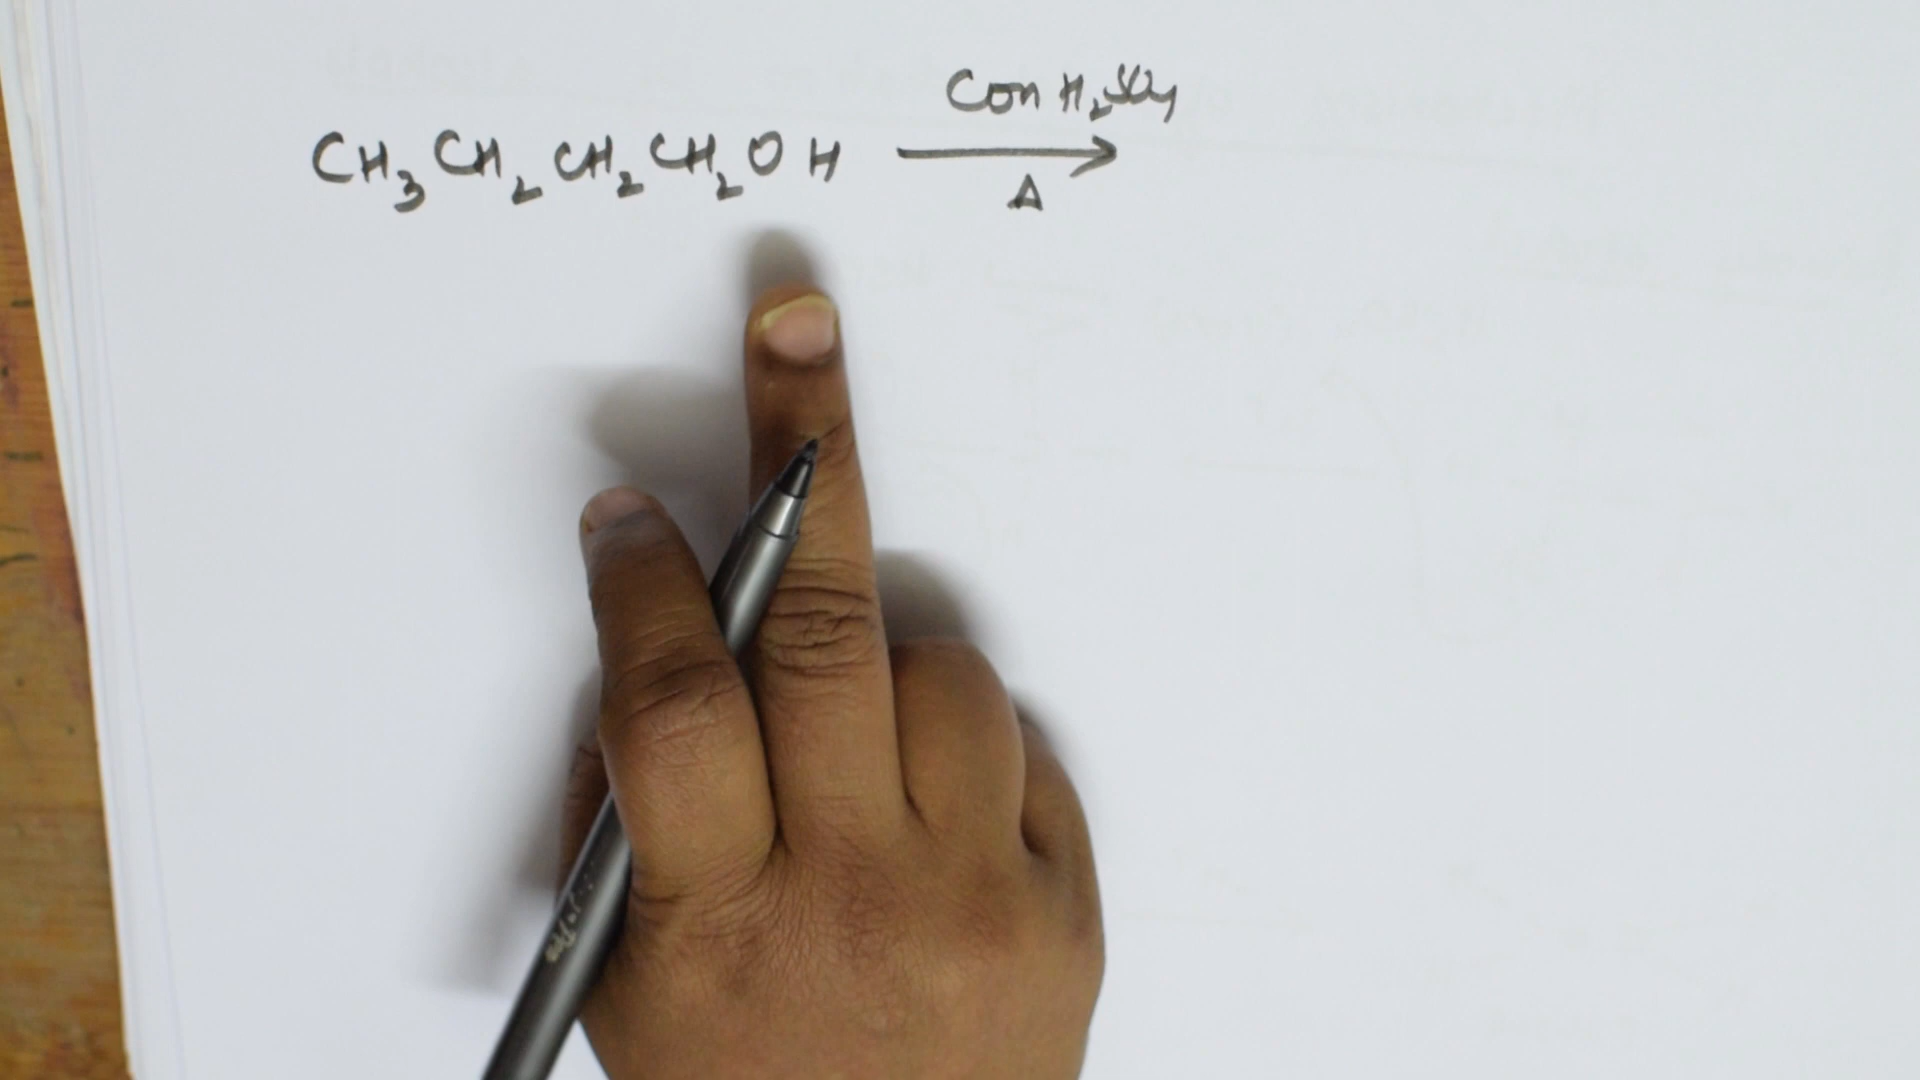 Con H₂SO₄
CH₃CH₂CH₂CH₂OH ⟶
Δ